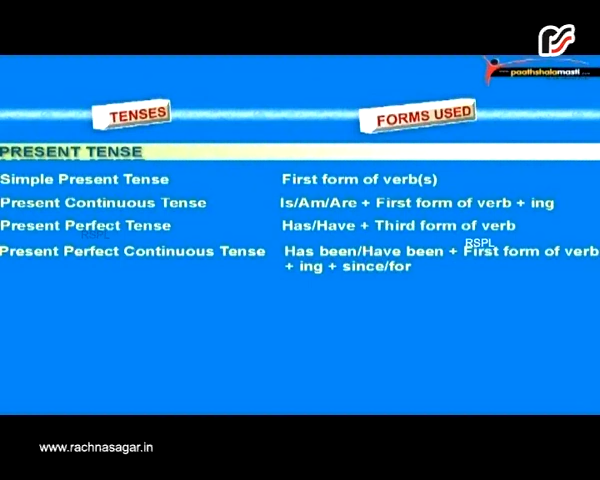 paathshalamasti
TENSES FORMS USED
PRESENT TENSE
Simple Present Tense First form of verb(s)
Present Continuous Tense Is/Am/Are + First form of verb + ing
Present Perfect Tense Has/Have + Third form of verb
RSPL
Present Perfect Continuous Tense Has been/Have been + First form of verb
+ ing + since/for
www.rachnasagar.in